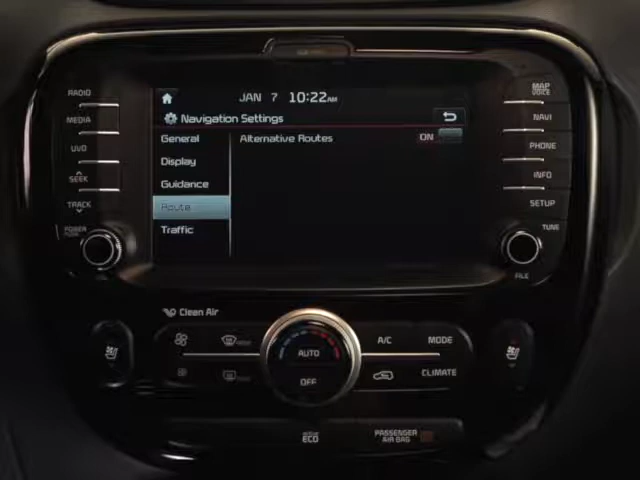 RADIO
MEDIA
UVO
SEEK
TRACK
POWER
JAN 7 10:22AM
Navigation Settings
General
Display
Guidance
Route
Traffic
Alternative Routes ON
MAP
VOICE
NAVI
PHONE
INFO
SETUP
TUNE
FILE
Clean Air
AUTO
OFF
A/C
MODE
CLIMATE
ECO
PASSENGER
AIR BAG